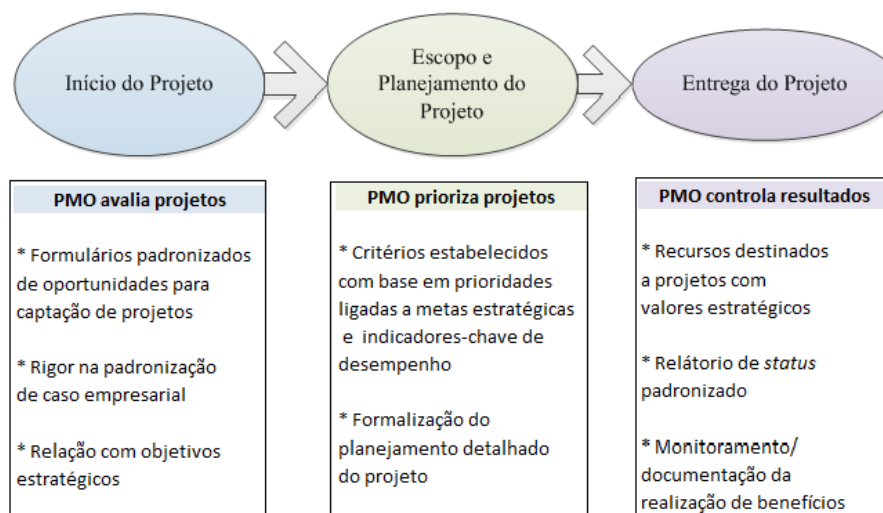 Início do Projeto
Escopo e
Planejamento do
Projeto
Entrega do Projeto
PMO avalia projetos
* Formulários padronizados
de oportunidades para
captação de projetos
* Rigor na padronização
de caso empresarial
* Relação com objetivos
estratégicos
PMO prioriza projetos
* Critérios estabelecidos
com base em prioridades
ligadas a metas estratégicas
e indicadores-chave de
desempenho
* Formalização do
planejamento detalhado
do projeto
PMO controla resultados
* Recursos destinados
a projetos com
valores estratégicos
* Relátorio de status
padronizado
* Monitoramento/
documentação da
realização de benefícios